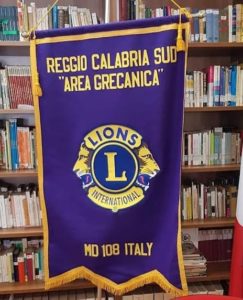 REGGIO CALABRIA SUD
"AREA GRECANICA"
LIONS
L
INTERNATIONAL
MD 108 ITALY